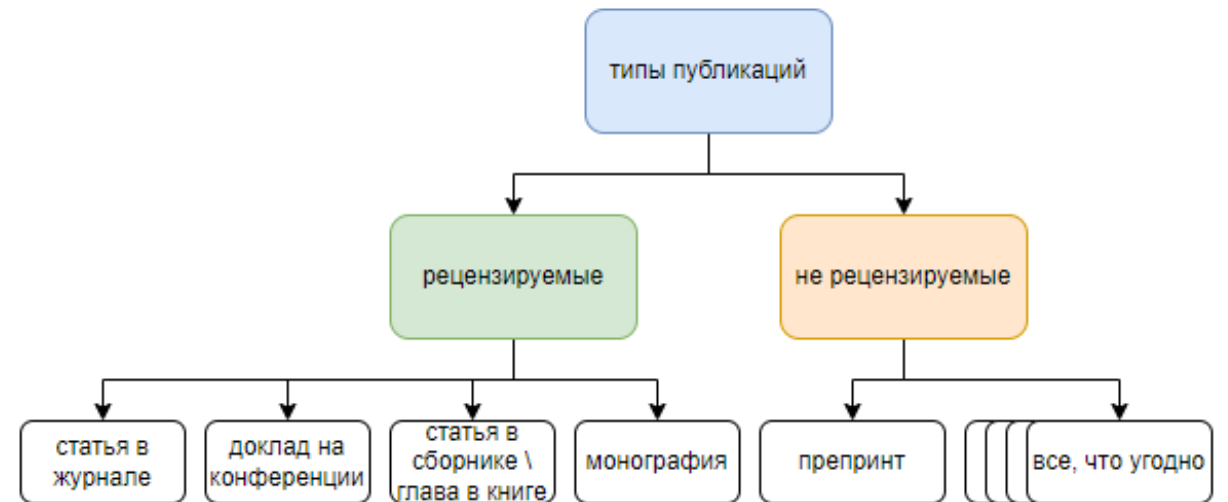 типы публикаций
рецензируемые
не рецензируемые
статья в
журнале
доклад на
конференции
статья в
сборнике \
глава в книге
монография
препринт
все, что угодно